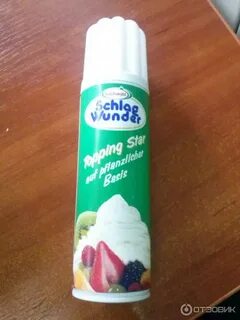 Schlag
Wunder
Topping Star
auf pflanzlicher
Basis
ОТЗОВИК